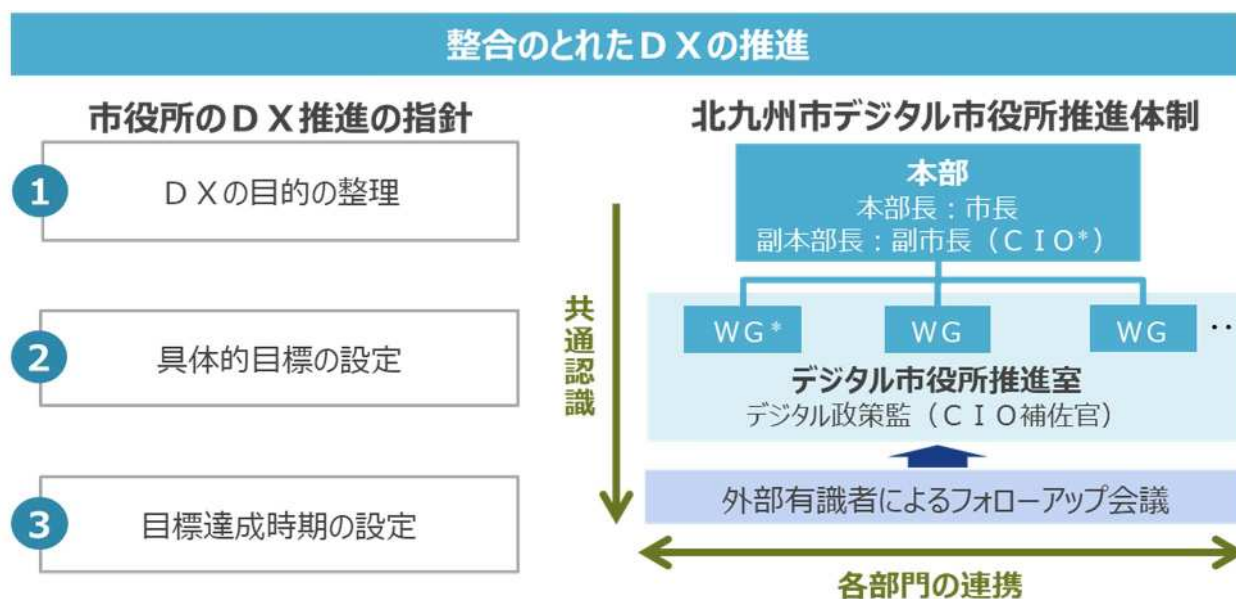 整合のとれたＤＸの推進
市役所のＤＸ推進の指針
1
ＤＸの目的の整理
2
具体的目標の設定
3
目標達成時期の設定
共通認識
北九州市デジタル市役所推進体制
本部
本部長：市長
副本部長：副市長（ＣＩＯ*）
ＷＧ* ＷＧ ＷＧ ‥
デジタル市役所推進室
デジタル政策監（ＣＩＯ補佐官）
外部有識者によるフォローアップ会議
各部門の連携